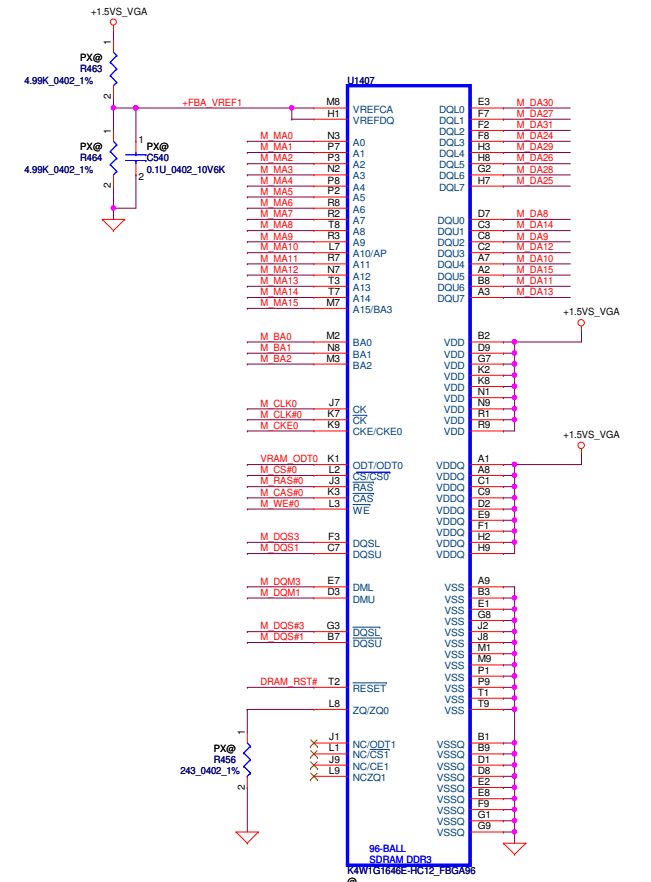 +1.5VS_VGA
1
PX@
R463
4.99K_0402_1%
2
+FBA_VREF1
1
PX@
R464
4.99K_0402_1%
2
1
PX@
C540
0.1U_0402_10V6K
2
U1407
M8 VREFCA
H1 VREFDQ
M_MA0 N3 A0
M_MA1 P7 A1
M_MA2 P3 A2
M_MA3 N2 A3
M_MA4 P8 A4
M_MA5 P2 A5
M_MA6 R8 A6
M_MA7 R2 A7
M_MA8 T8 A8
M_MA9 R3 A9
M_MA10 L7 A10/AP
M_MA11 R7 A11
M_MA12 N7 A12
M_MA13 T3 A13
M_MA14 T7 A14
M_MA15 M7 A15/BA3
M_BA0 M2 BA0
M_BA1 N8 BA1
M_BA2 M3 BA2
M_CLK0 J7 CK
M_CLK#0 K7 CK
M_CKE0 K9 CKE/CKE0
VRAM_ODT0 K1 ODT/ODT0
M_CS#0 L2 CS/CS0
M_RAS#0 J3 RAS
M_CAS#0 K3 CAS
M_WE#0 L3 WE
M_DQS3 F3 DQSL
M_DQS1 C7 DQSU
M_DQM3 E7 DML
M_DQM1 D3 DMU
M_DQS#3 G3 DQSL
M_DQS#1 B7 DQSU
DRAM_RST# T2 RESET
L8 ZQ/ZQ0
1
PX@
R456
243_0402_1%
2
J1 NC/ODT1
L1 NC/CS1
J9 NC/CE1
L9 NCZQ1
DQL0 E3 M_DA30
DQL1 F7 M_DA27
DQL2 F2 M_DA31
DQL3 F8 M_DA24
DQL4 H3 M_DA29
DQL5 H8 M_DA26
DQL6 G2 M_DA28
DQL7 H7 M_DA25
DQU0 D7 M_DA8
DQU1 C3 M_DA14
DQU2 C8 M_DA9
DQU3 C2 M_DA12
DQU4 A7 M_DA10
DQU5 A2 M_DA15
DQU6 B8 M_DA11
DQU7 A3 M_DA13
+1.5VS_VGA
VDD B2
VDD D9
VDD G7
VDD K2
VDD K8
VDD N1
VDD N9
VDD R1
VDD R9
+1.5VS_VGA
VDDQ A1
VDDQ A8
VDDQ C1
VDDQ C9
VDDQ D2
VDDQ E9
VDDQ F1
VDDQ H2
VDDQ H9
VSS A9
VSS B3
VSS E1
VSS G8
VSS J2
VSS J8
VSS M1
VSS M9
VSS P1
VSS P9
VSS T1
VSS T9
VSSQ B1
VSSQ B9
VSSQ D1
VSSQ D8
VSSQ E2
VSSQ E8
VSSQ F9
VSSQ G1
VSSQ G9
96-BALL
SDRAM DDR3
K4W1G1646E-HC12_FBGA96
@